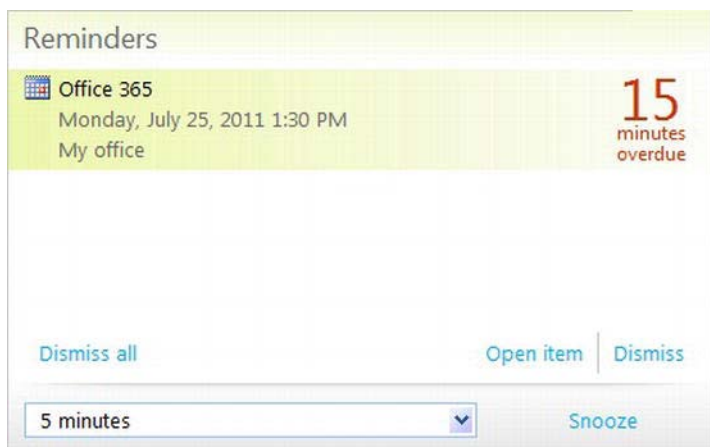 Reminders
Office 365
Monday, July 25, 2011 1:30 PM
My office
15
minutes
overdue
Dismiss all
Open item
Dismiss
5 minutes
Snooze